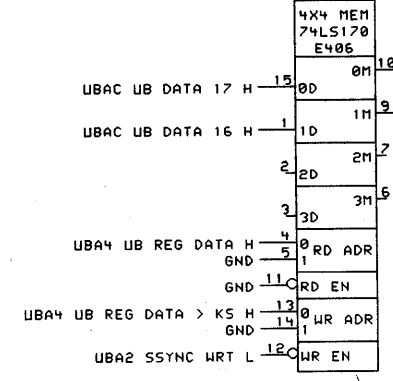 4X4 MEM
74LS170
E406
0M 10
UBAC UB DATA 17 H 15 0D
1M 9
UBAC UB DATA 16 H 1 1D
2M 7
2 2D
3M 6
3 3D
UBA4 UB REG DATA H 4 0
RD ADR
GND 5 1
GND 11 RD EN
UBA4 UB REG DATA > KS H 13 0
WR ADR
GND 14 1
UBA2 SSYNC WRT L 12 WR EN